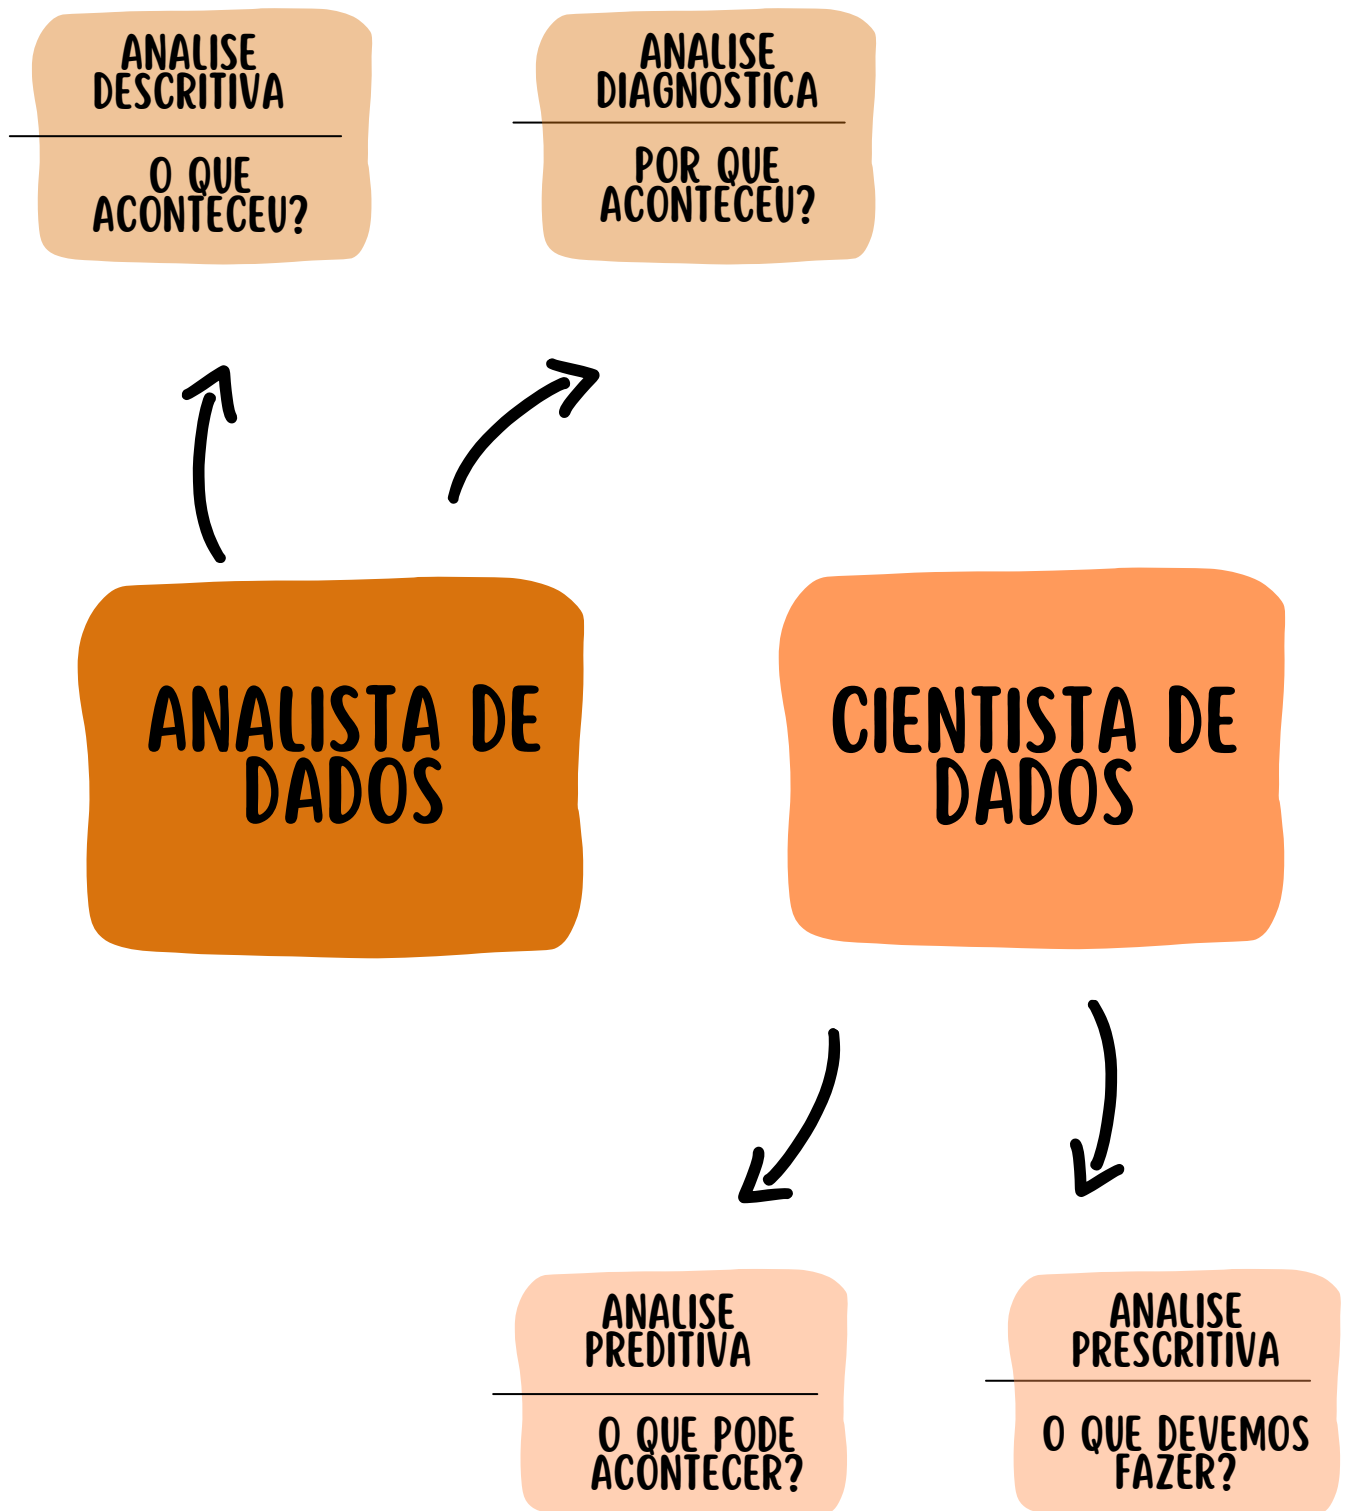 ANALISE
DESCRITIVA
O QUE
ACONTECEU?
ANALISE
DIAGNOSTICA
POR QUE
ACONTECEU?
ANALISTA DE
DADOS
CIENTISTA DE
DADOS
ANALISE
PREDITIVA
O QUE PODE
ACONTECER?
ANALISE
PRESCRITIVA
O QUE DEVEMOS
FAZER?